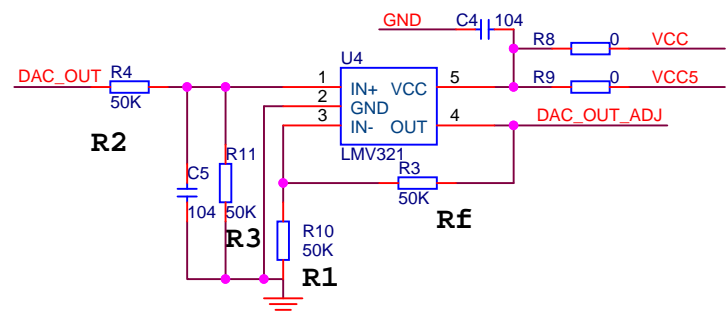 GND C4 104
R8 0 VCC
U4
DAC_OUT R4 1 IN+ VCC 5 R9 0 VCC5
50K 2 GND
3 IN- OUT 4 DAC_OUT_ADJ
R2 LMV321
R11 R3
C5 50K
104 50K Rf
R3 R10
50K
R1